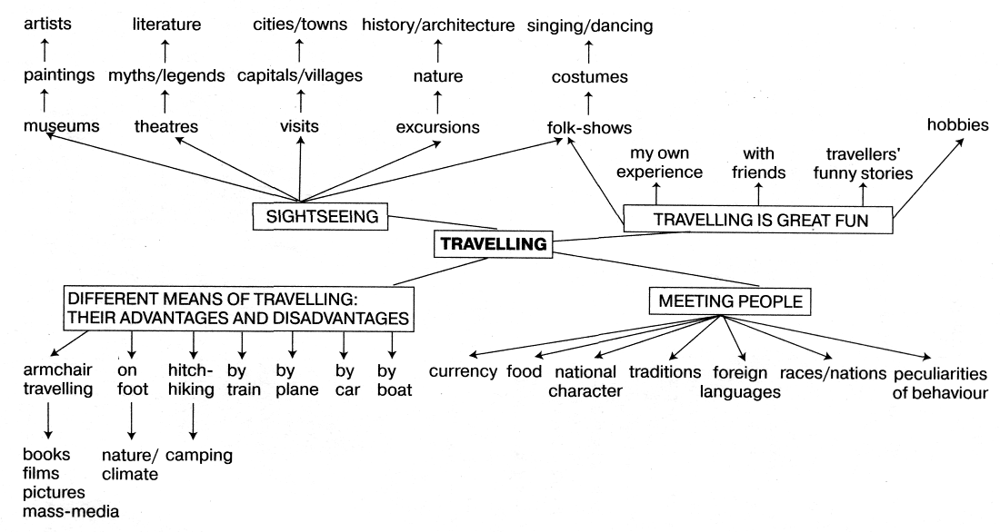 artists literature cities/towns history/architecture singing/dancing
paintings myths/legends capitals/villages nature costumes
museums theatres visits excursions folk-shows hobbies
my own experience
with friends
travellers' funny stories
SIGHTSEEING
TRAVELLING IS GREAT FUN
TRAVELLING
DIFFERENT MEANS OF TRAVELLING:
THEIR ADVANTAGES AND DISADVANTAGES
MEETING PEOPLE
armchair travelling
on foot
hitch-hiking
by train
by plane
by car
by boat
currency food national character traditions foreign languages races/nations peculiarities of behaviour
books
films
pictures
mass-media
nature/
climate
camping